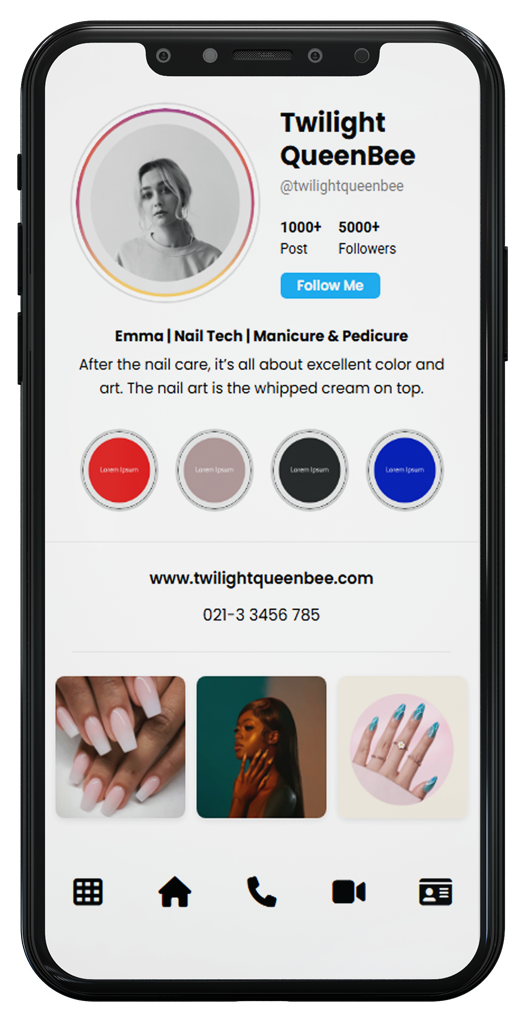 Twilight
QueenBee
@twilightqueenbee
1000+ 5000+
Post Followers
Follow Me
Emma | Nail Tech | Manicure & Pedicure
After the nail care, it's all about excellent color and
art. The nail art is the whipped cream on top.
Lorem Ipsum Lorem Ipsum Lorem Ipsum Lorem Ipsum
www.twilightqueenbee.com
021-3 3456 785